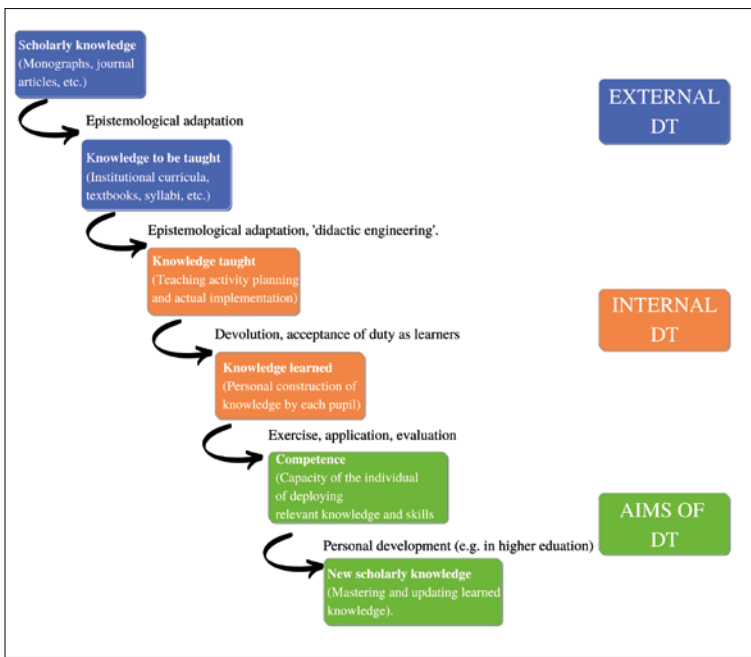 Scholarly knowledge
(Monographs, journal
articles, etc.)
EXTERNAL
DT
Epistemological adaptation
Knowledge to be taught
(Institutional curricula,
textbooks, syllabi, etc.)
Epistemological adaptation, 'didactic engineering'.
Knowledge taught
(Teaching activity planning
and actual implementation)
INTERNAL
DT
Devolution, acceptance of duty as learners
Knowledge learned
(Personal construction of
knowledge by each pupil)
Exercise, application, evaluation
Competence
(Capacity of the individual
of deploying
relevant knowledge and skills
AIMS OF
DT
Personal development (e.g. in higher eduation)
New scholarly knowledge
(Mastering and updating learned
knowledge).